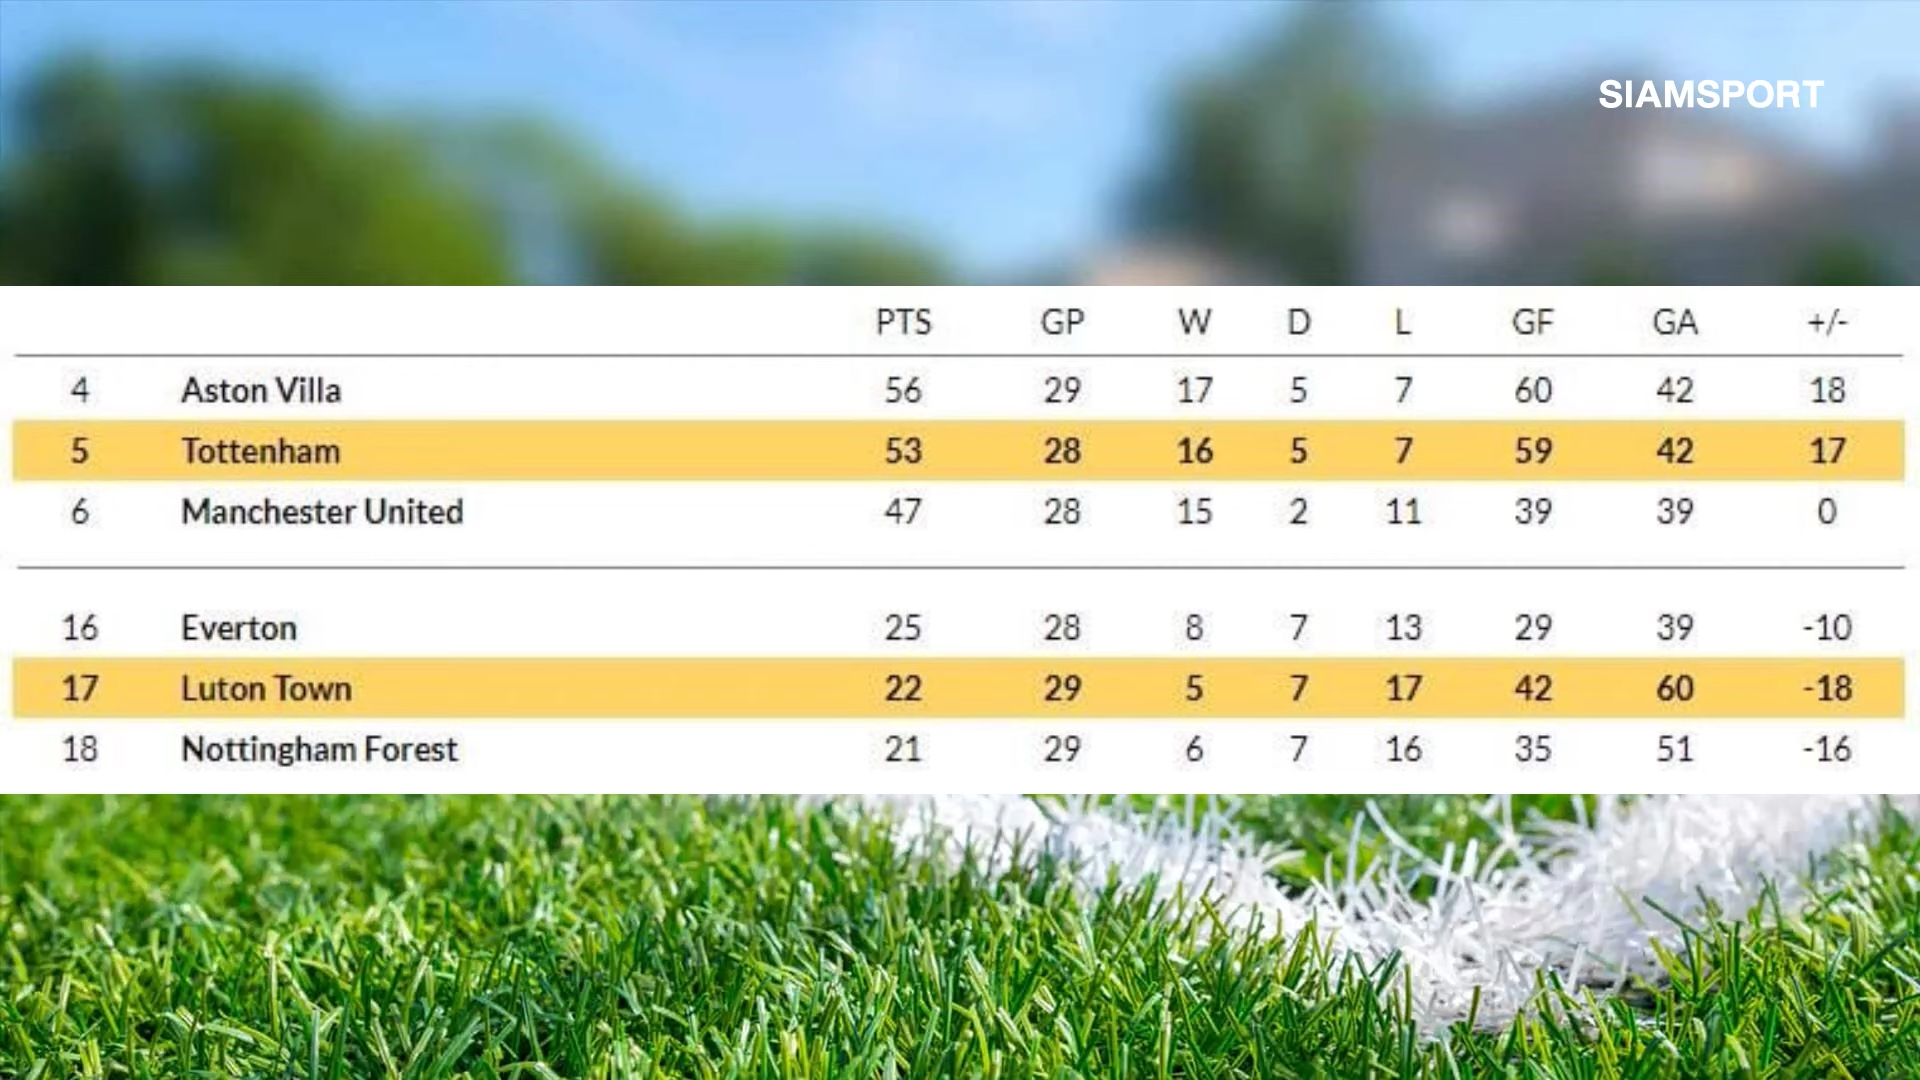 SIAMSPORT
PTS GP W D L GF GA +/-
4 Aston Villa 56 29 17 5 7 60 42 18
5 Tottenham 53 28 16 5 7 59 42 17
6 Manchester United 47 28 15 2 11 39 39 0
16 Everton 25 28 8 7 13 29 39 -10
17 Luton Town 22 29 5 7 17 42 60 -18
18 Nottingham Forest 21 29 6 7 16 35 51 -16